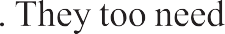 . They too need